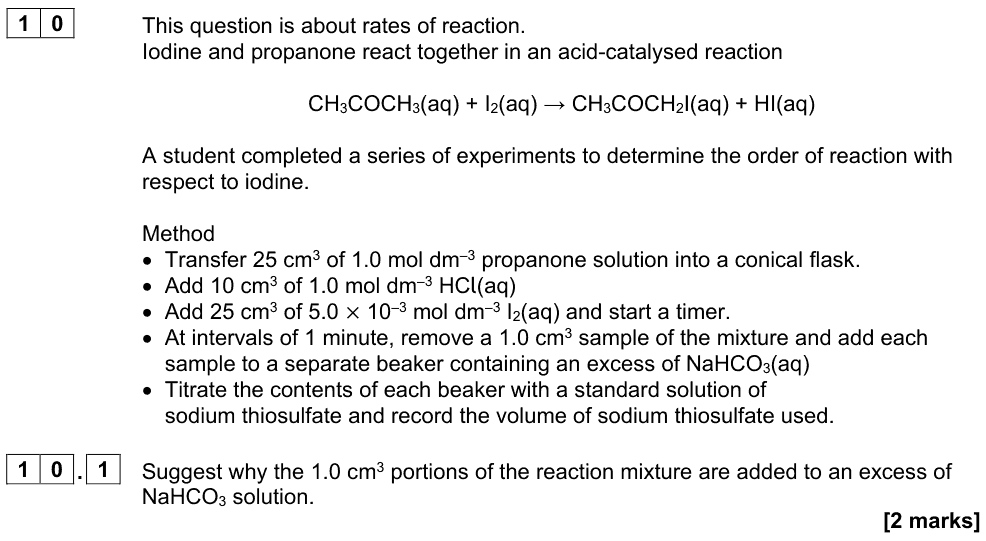 1 0 This question is about rates of reaction.
Iodine and propanone react together in an acid-catalysed reaction
CH₃COCH₃(aq) + I₂(aq) → CH₃COCH₂I(aq) + HI(aq)
A student completed a series of experiments to determine the order of reaction with
respect to iodine.
Method
• Transfer 25 cm³ of 1.0 mol dm⁻³ propanone solution into a conical flask.
• Add 10 cm³ of 1.0 mol dm⁻³ HCl(aq)
• Add 25 cm³ of 5.0 × 10⁻³ mol dm⁻³ I₂(aq) and start a timer.
• At intervals of 1 minute, remove a 1.0 cm³ sample of the mixture and add each
sample to a separate beaker containing an excess of NaHCO₃(aq)
• Titrate the contents of each beaker with a standard solution of
sodium thiosulfate and record the volume of sodium thiosulfate used.
1 0 . 1 Suggest why the 1.0 cm³ portions of the reaction mixture are added to an excess of
NaHCO₃ solution.
[2 marks]